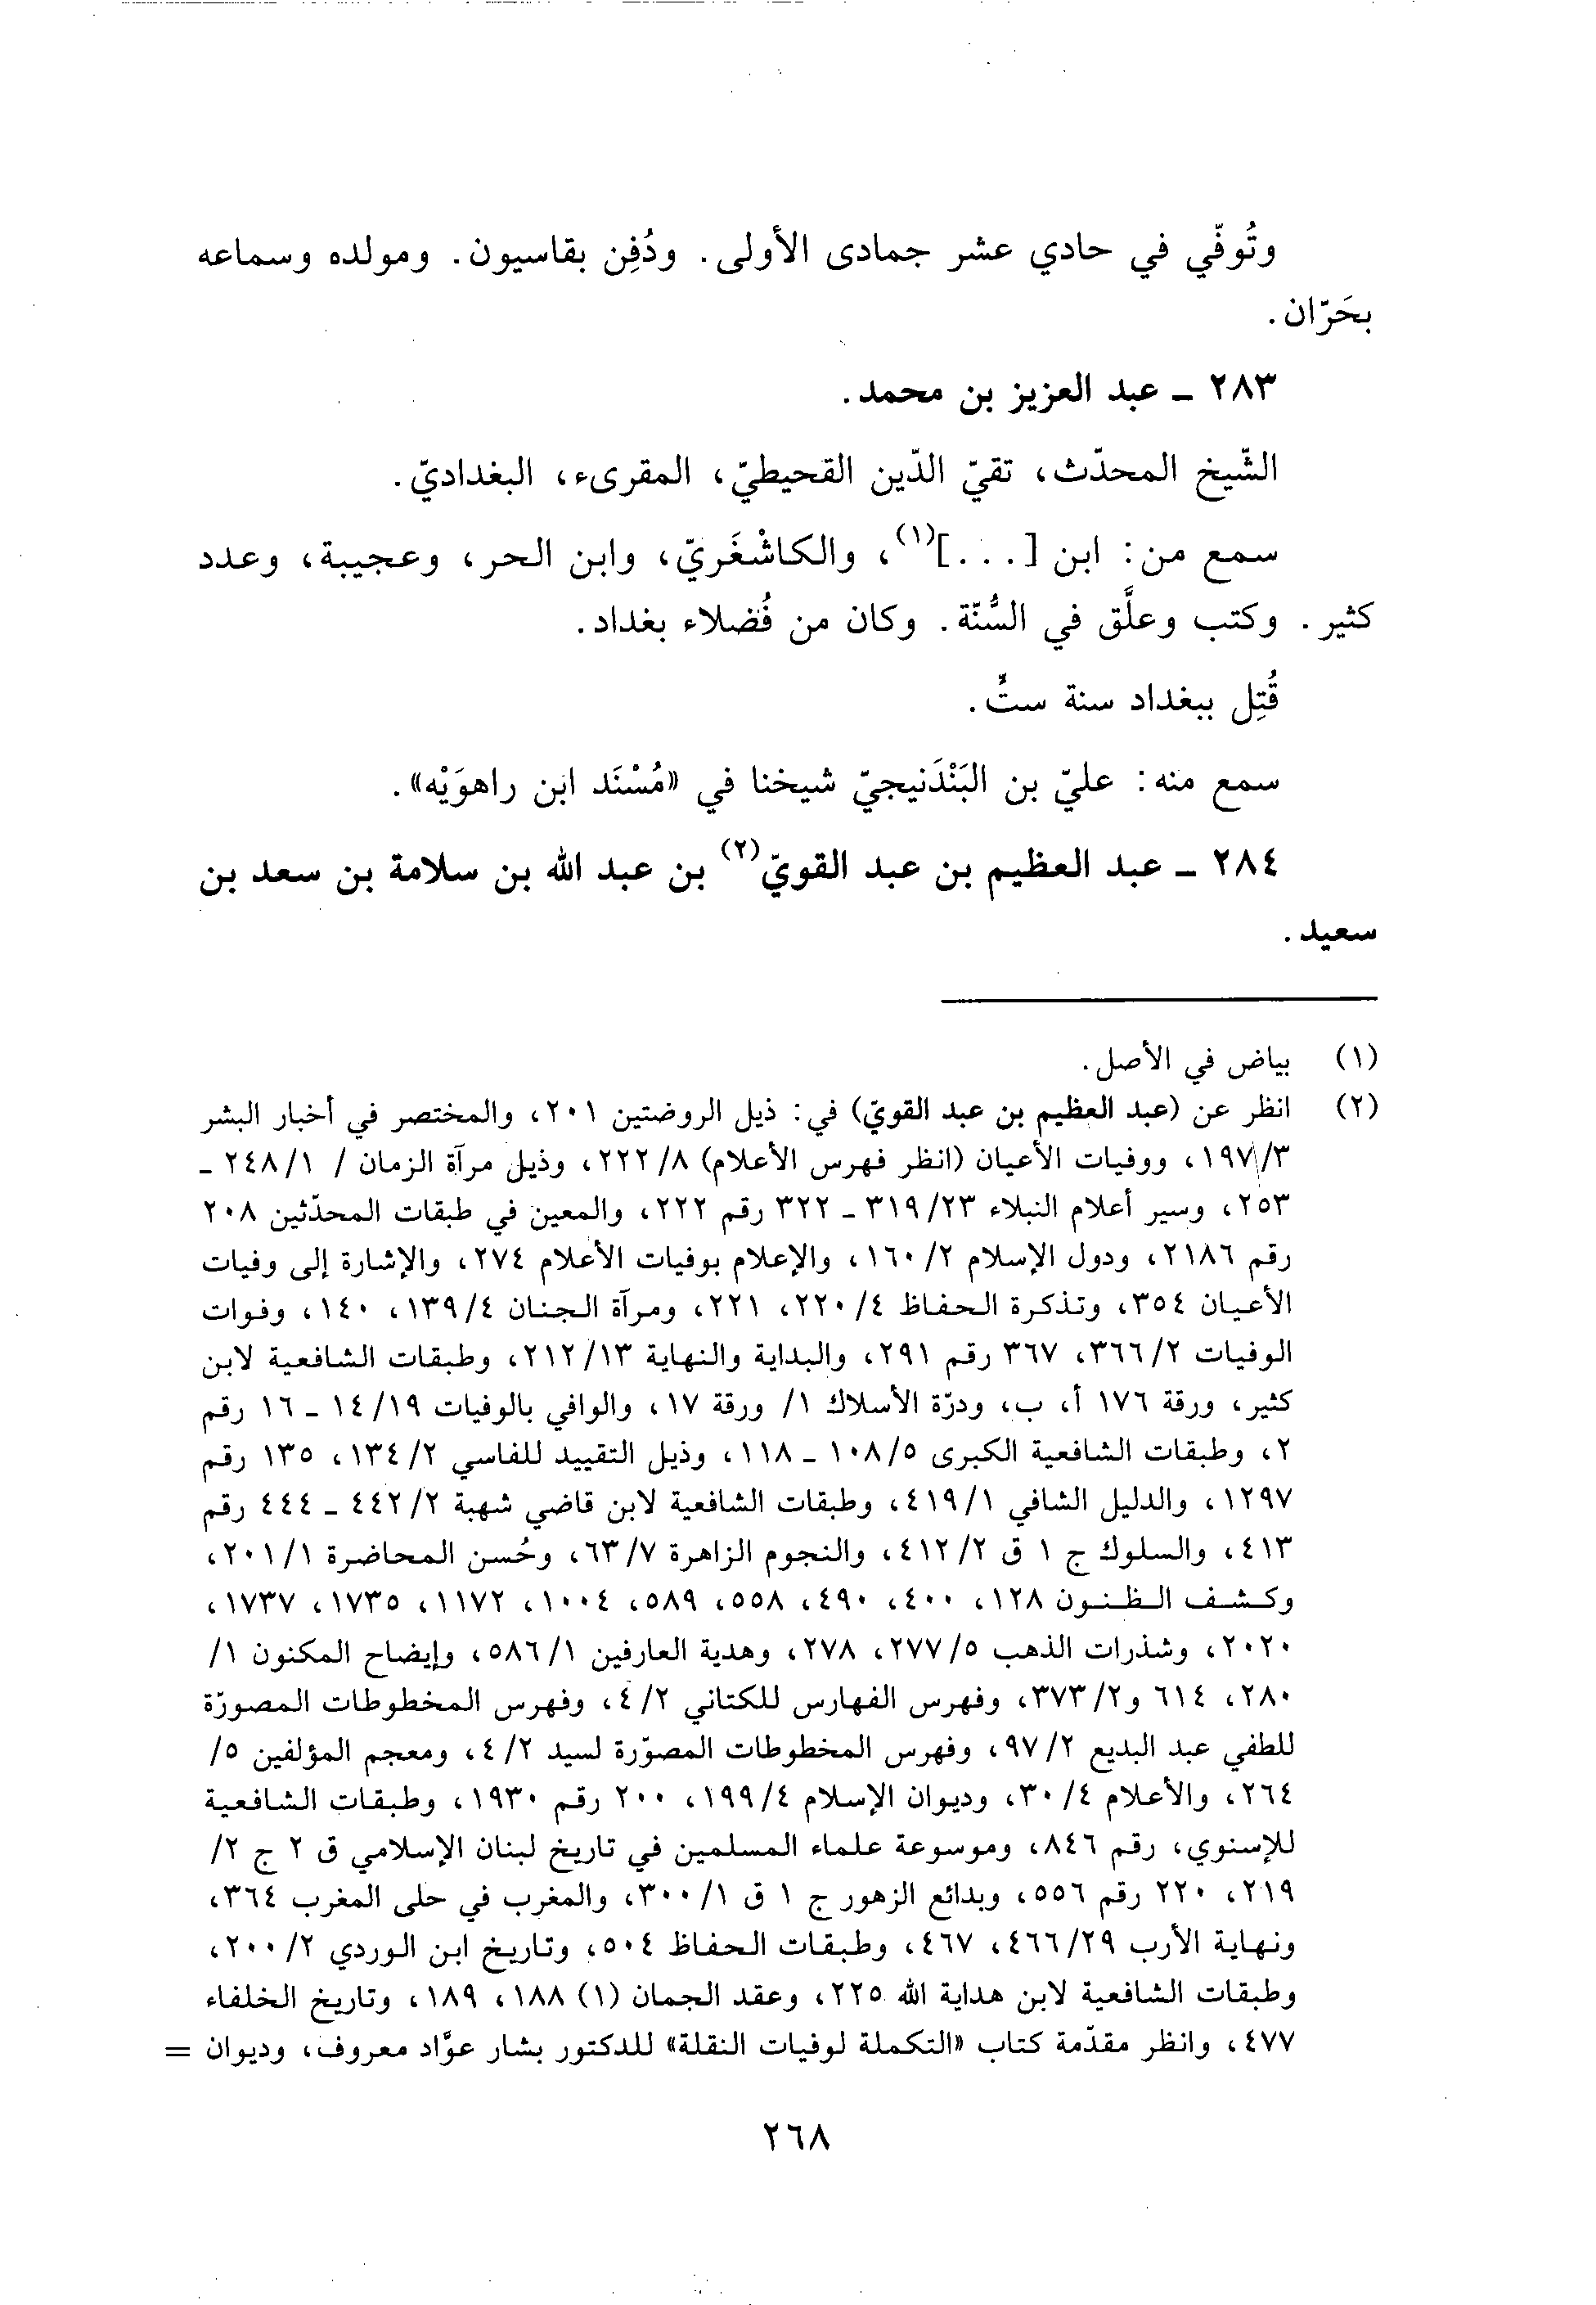 وتُوفّي في حادي عشر جمادى الأولى. ودُفِن بقاسيون. ومولده وسماعه
بحَرّان.
٢٨٣ ـ عبد العزيز بن محمد.
الشّيخ المحدّث، تقيّ الدّين القحيطيّ، المقرىء، البغداديّ.
سمع من: ابن [. . .](١)، والكاشْغَريّ، وابن الحر، وعجيبة، وعدد
كثير. وكتب وعلَّق في السُّنّة. وكان من فُضلاء بغداد.
قُتِل ببغداد سنة ستٌ.
سمع منه: عليّ بن البَنْدَنيجيّ شيخنا في «مُسْنَد ابن راهوَيْه».
٢٨٤ ـ عبد العظيم بن عبد القويّ(٢) بن عبد الله بن سلامة بن سعد بن
سعيد.
(١) بياض في الأصل.
(٢) انظر عن (عبد العظيم بن عبد القويّ) في: ذيل الروضتين ٢٠١، والمختصر في أخبار البشر
٣/١٩٧، ووفيات الأعيان (انظر فهرس الأعلام) ٨/٢٢٢، وذيل مرآة الزمان / ١/٢٤٨ ـ
٢٥٣، وسير أعلام النبلاء ٢٣/٣١٩ ـ ٣٢٢ رقم ٢٢٢، والمعين في طبقات المحدّثين ٢٠٨
رقم ٢١٨٦، ودول الإسلام ٢/١٦٠، والإعلام بوفيات الأعلام ٢٧٤، والإشارة إلى وفيات
الأعيان ٣٥٤، وتذكرة الحفاظ ٤/٢٢٠، ٢٢١، ومرآة الجنان ٤/١٣٩، ١٤٠، وفوات
الوفيات ٢/٣٦٦، ٣٦٧ رقم ٢٩١، والبداية والنهاية ١٣/٢١٢، وطبقات الشافعية لابن
كثير، ورقة ١٧٦ أ، ب، ودرّة الأسلاك ١/ ورقة ١٧، والوافي بالوفيات ١٩/١٤ ـ ١٦ رقم
٢، وطبقات الشافعية الكبرى ٥/١٠٨ ـ ١١٨، وذيل التقييد للفاسي ٢/١٣٤، ١٣٥ رقم
١٢٩٧، والدليل الشافي ١/٤١٩، وطبقات الشافعية لابن قاضي شهبة ٢/٤٤٢ ـ ٤٤٤ رقم
٤١٣، والسلوك ج ١ ق ٢/٤١٢، والنجوم الزاهرة ٧/٦٣، وحُسن المحاضرة ١/٢٠١،
وكشف الظنون ١٢٨، ٤٠٠، ٤٩٠، ٥٥٨، ٥٨٩، ١٠٠٤، ١١٧٢، ١٧٣٥، ١٧٣٧،
٢٠٢٠، وشذرات الذهب ٥/٢٧٧، ٢٧٨، وهدية العارفين ١/٥٨٦، وإيضاح المكنون ١/
٢٨٠، ٦١٤ و٢/٣٧٣، وفهرس الفهارس للكتاني ٢/٤، وفهرس المخطوطات المصورّة
للطفي عبد البديع ٢/٩٧، وفهرس المخطوطات المصوّرة لسيد ٢/٤، ومعجم المؤلفين ٥/
٢٦٤، والأعلام ٤/٣٠، وديوان الإسلام ٤/١٩٩، ٢٠٠ رقم ١٩٣٠، وطبقات الشافعية
للإسنوي، رقم ٨٤٦، وموسوعة علماء المسلمين في تاريخ لبنان الإسلامي ق ٢ ج ٢/
٢١٩، ٢٢٠ رقم ٥٥٦، وبدائع الزهور ج ١ ق ١/٣٠٠، والمغرب في حلى المغرب ٣٦٤،
ونهاية الأرب ٢٩/٤٦٦، ٤٦٧، وطبقات الحفاظ ٥٠٤، وتاريخ ابن الوردي ٢/٢٠٠،
وطبقات الشافعية لابن هداية الله ٢٢٥، وعقد الجمان (١) ١٨٨، ١٨٩، وتاريخ الخلفاء
٤٧٧، وانظر مقدّمة كتاب «التكملة لوفيات النقلة» للدكتور بشار عوّاد معروف، وديوان =
٢٦٨